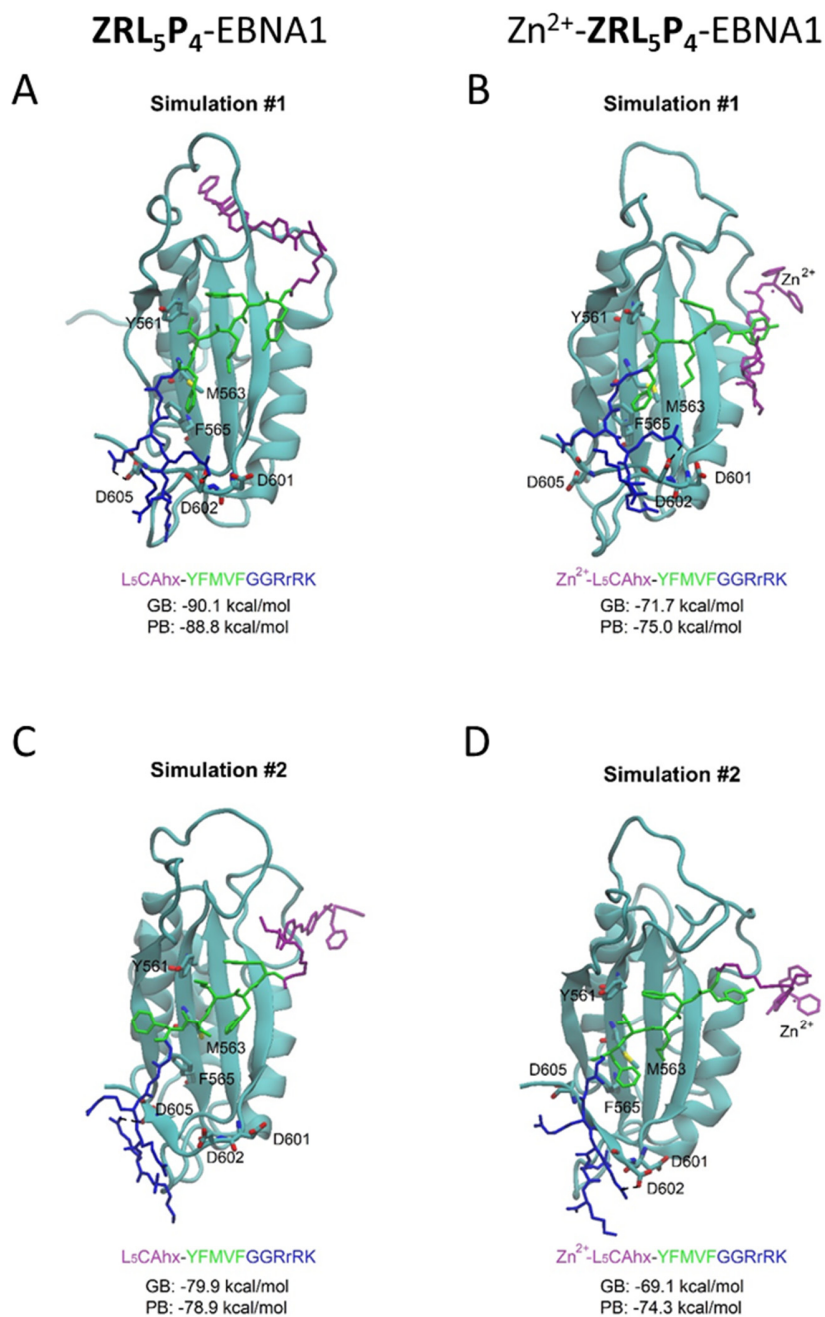 ZRL₅P₄-EBNA1
Zn²⁺-ZRL₅P₄-EBNA1
A
Simulation #1
Y561
M563
F565
D605
D602
D601
L₅CAhx-YFMVFGGRrRK
GB: -90.1 kcal/mol
PB: -88.8 kcal/mol
B
Simulation #1
Zn²⁺
Y561
M563
F565
D605
D602
D601
Zn²⁺-L₅CAhx-YFMVFGGRrRK
GB: -71.7 kcal/mol
PB: -75.0 kcal/mol
C
Simulation #2
Y561
M563
F565
D605
D601
D602
L₅CAhx-YFMVFGGRrRK
GB: -79.9 kcal/mol
PB: -78.9 kcal/mol
D
Simulation #2
Y561
Zn²⁺
D605
M563
F565
D601
D602
Zn²⁺-L₅CAhx-YFMVFGGRrRK
GB: -69.1 kcal/mol
PB: -74.3 kcal/mol